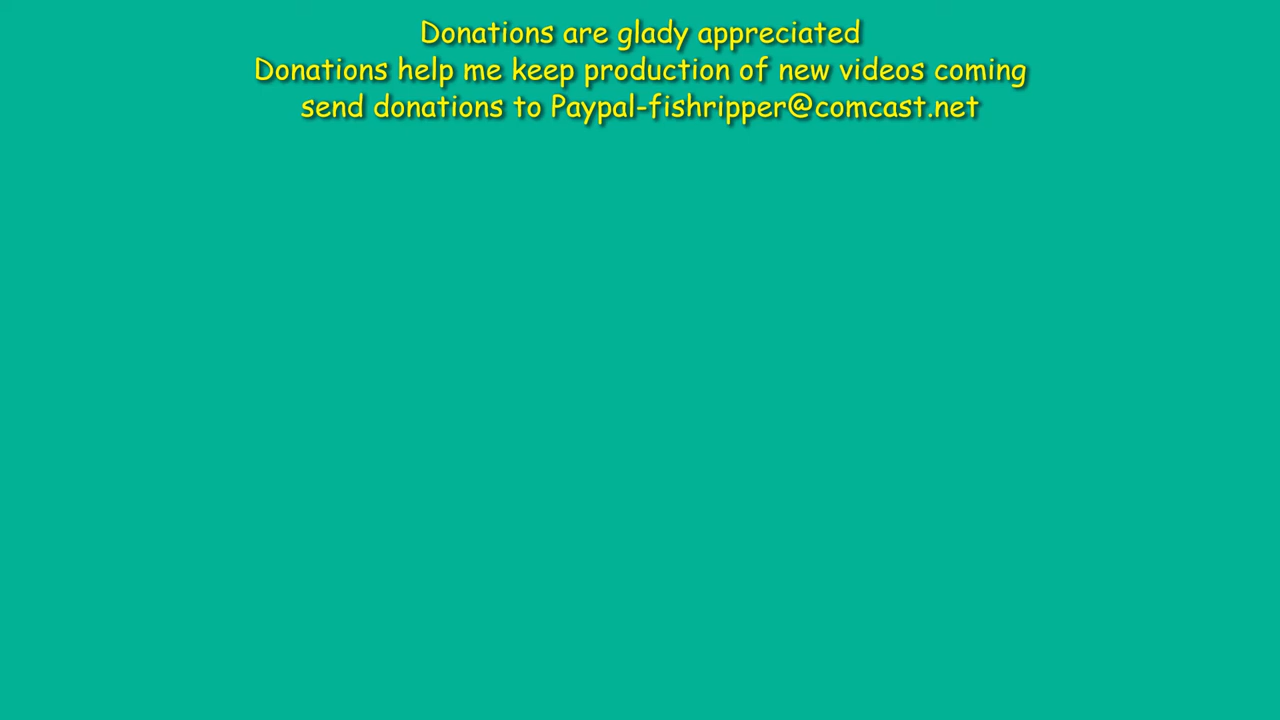 Donations are glady appreciated
Donations help me keep production of new videos coming
send donations to Paypal-fishripper@comcast.net